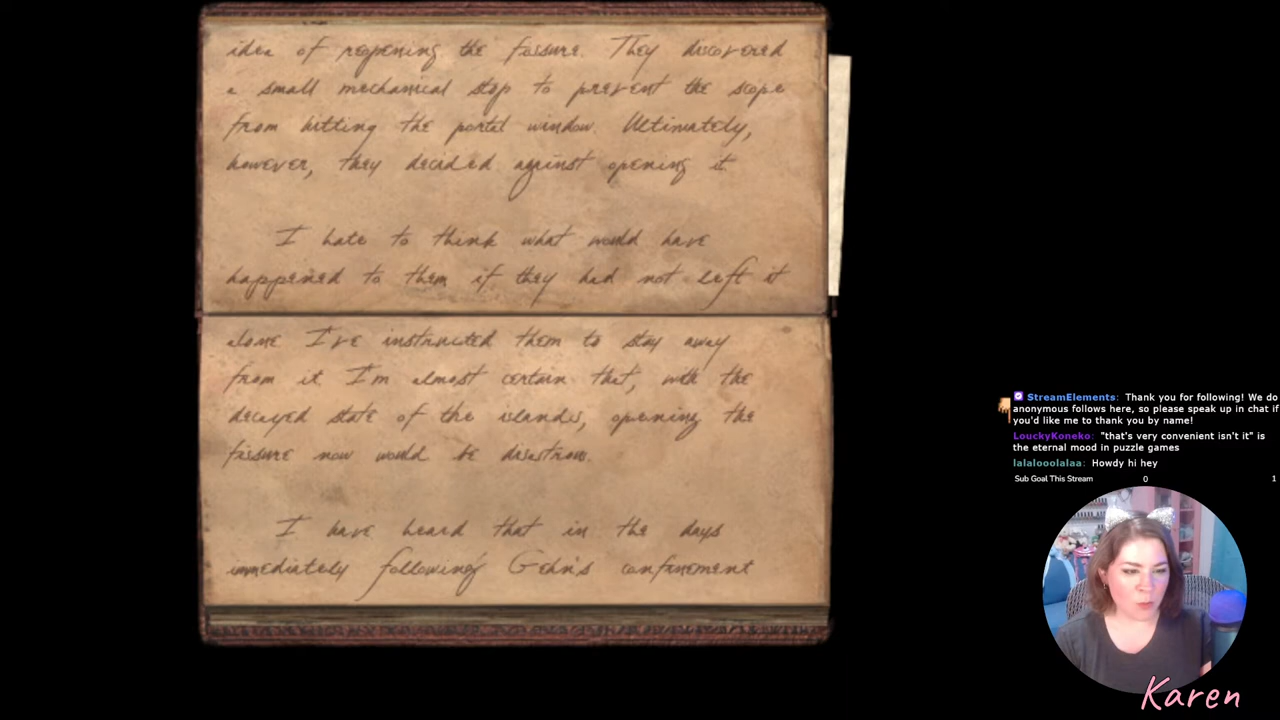 idea of reopening the fissure. They discovered
a small mechanical stop to prevent the scope
from hitting the portal window. Ultimately,
however, they decided against opening it.
I hate to think what would have
happened to them if they had not left it
alone I've instructed them to stay away
from it. I'm almost certain that, with the
decayed state of the islands, opening the
fissure now would be disastrous.
I have heard that in the days
immediately following Gehn's confinement
StreamElements: Thank you for following! We do
anonymous follows here, so please speak up in chat if
you'd like me to thank you by name!
LouckyKoneko: "that's very convenient isn't it" is
the eternal mood in puzzle games
lalalooolalaa: Howdy hi hey
Sub Goal This Stream 0 1
Karen